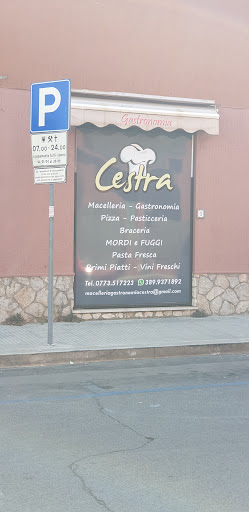 Gastronomia
P
07.00 - 24.00
Cestra
Macelleria - Gastronomia
Pizza - Pasticceria
Braceria
MORDI e FUGGI
Pasta Fresca
Primi Piatti - Vini Freschi
Tel. 0773.517223 389.9371892
macelleriagastronomiacestra@gmail.com